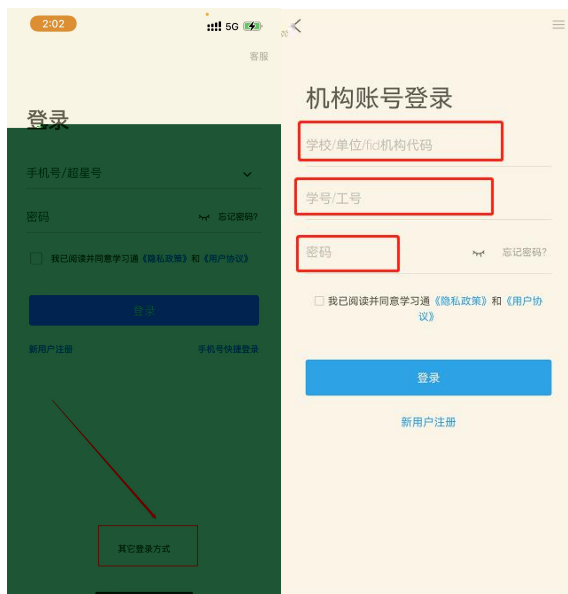 2:02
5G
客服
登录
手机号/超星号
密码
忘记密码?
我已阅读并同意学习通《隐私政策》和《用户协议》
登录
新用户注册
手机号快捷登录
其它登录方式
机构账号登录
学校/单位/fid机构代码
学号/工号
密码
忘记密码?
我已阅读并同意学习通《隐私政策》和《用户协
议》
登录
新用户注册